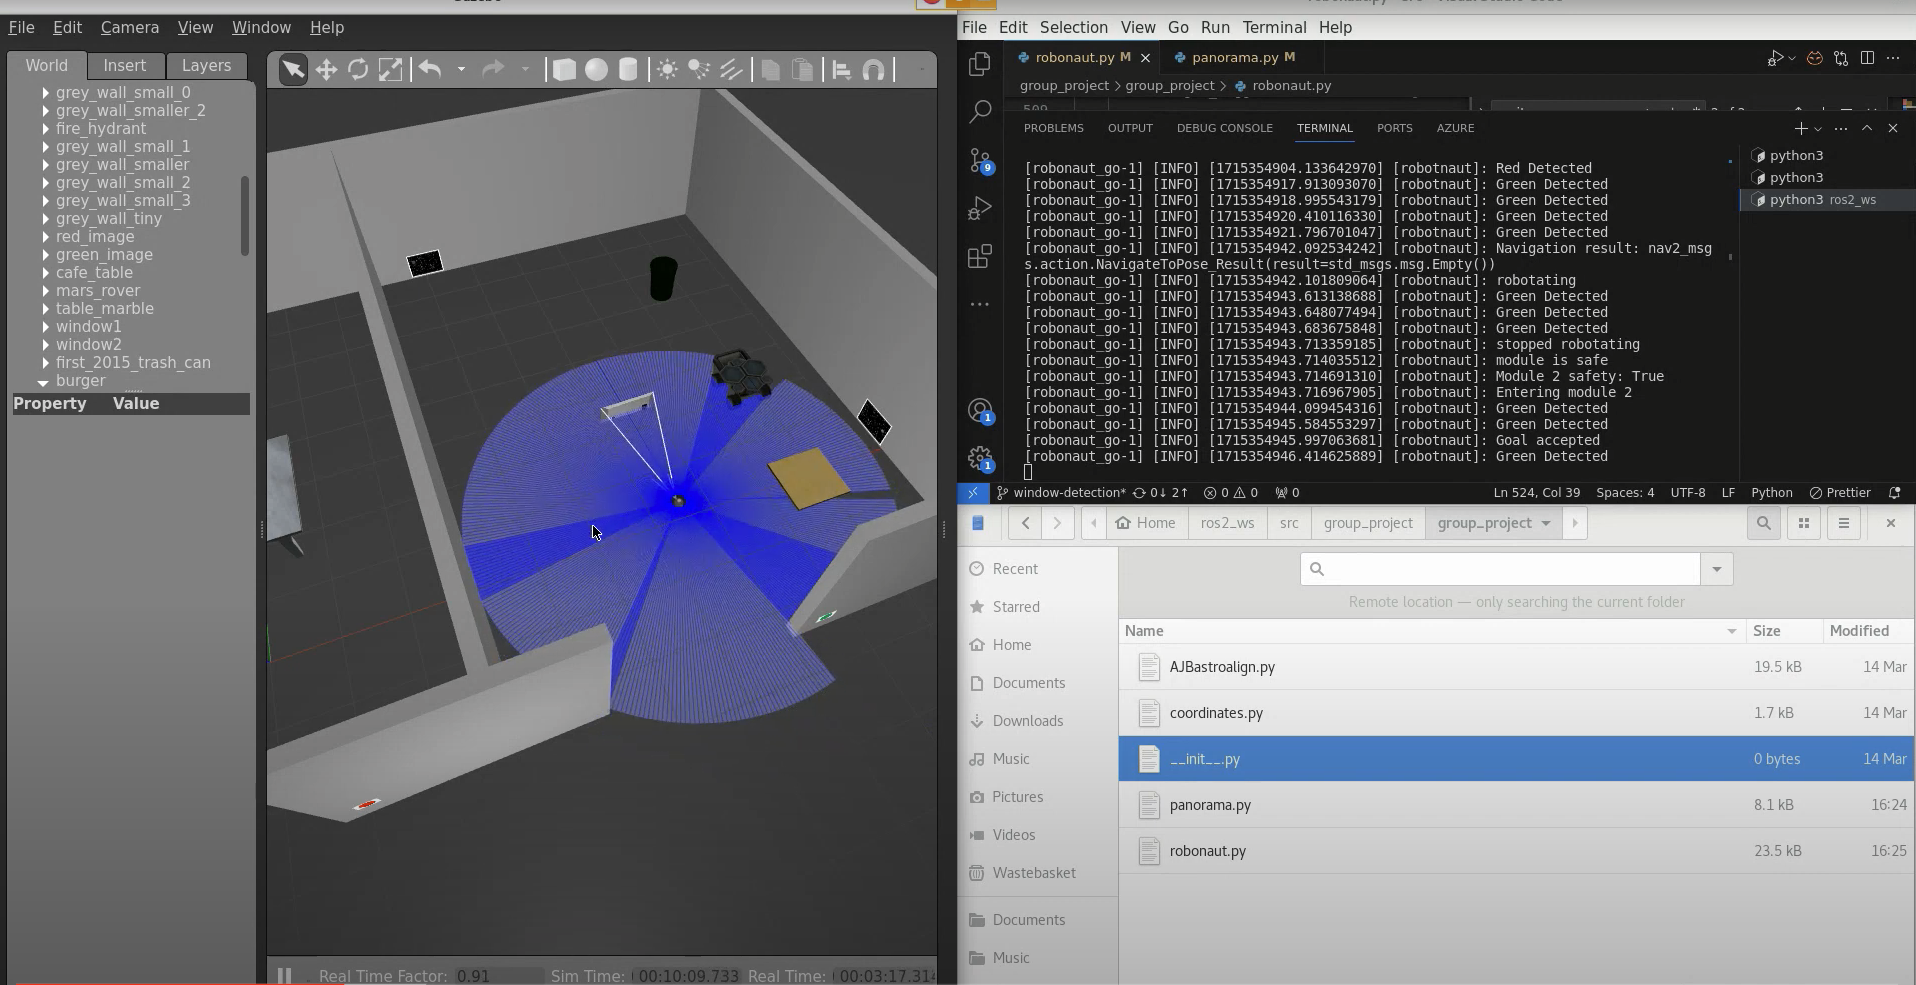 File Edit Camera View Window Help
World Insert Layers
grey_wall_small_0
grey_wall_smaller_2
fire_hydrant
grey_wall_small_1
grey_wall_smaller
grey_wall_small_2
grey_wall_small_3
grey_wall_tiny
red_image
green_image
cafe_table
mars_rover
table_marble
window1
window2
first_2015_trash_can
burger
Property Value
Real Time Factor: 0.91 Sim Time: 00:10:09.733 Real Time: 00:03:17.314
File Edit Selection View Go Run Terminal Help
robonaut.py M
panorama.py M
group_project > group_project > robonaut.py
509
PROBLEMS OUTPUT DEBUG CONSOLE TERMINAL PORTS AZURE
[robonaut_go-1] [INFO] [1715354904.133642970] [robotnaut]: Red Detected
[robonaut_go-1] [INFO] [1715354917.913093070] [robotnaut]: Green Detected
[robonaut_go-1] [INFO] [1715354918.995543179] [robotnaut]: Green Detected
[robonaut_go-1] [INFO] [1715354920.410116330] [robotnaut]: Green Detected
[robonaut_go-1] [INFO] [1715354921.796701047] [robotnaut]: Green Detected
[robonaut_go-1] [INFO] [1715354942.092534242] [robotnaut]: Navigation result: nav2_msg
s.action.NavigateToPose_Result(result=std_msgs.msg.Empty())
[robonaut_go-1] [INFO] [1715354942.101809064] [robotnaut]: robotating
[robonaut_go-1] [INFO] [1715354943.613138688] [robotnaut]: Green Detected
[robonaut_go-1] [INFO] [1715354943.648077494] [robotnaut]: Green Detected
[robonaut_go-1] [INFO] [1715354943.683675848] [robotnaut]: Green Detected
[robonaut_go-1] [INFO] [1715354943.713359185] [robotnaut]: stopped robotating
[robonaut_go-1] [INFO] [1715354943.714035512] [robotnaut]: module is safe
[robonaut_go-1] [INFO] [1715354943.714691310] [robotnaut]: Module 2 safety: True
[robonaut_go-1] [INFO] [1715354943.716967905] [robotnaut]: Entering module 2
[robonaut_go-1] [INFO] [1715354944.099454316] [robotnaut]: Green Detected
[robonaut_go-1] [INFO] [1715354945.584553297] [robotnaut]: Green Detected
[robonaut_go-1] [INFO] [1715354945.997063681] [robotnaut]: Goal accepted
[robonaut_go-1] [INFO] [1715354946.414625889] [robotnaut]: Green Detected
python3
python3
python3 ros2_ws
9
1
1
window-detection* 0↓ 2↑ 0 0 0 Ln 524, Col 39 Spaces: 4 UTF-8 LF Python Prettier
Home ros2_ws src group_project group_project
Recent
Starred
Home
Documents
Downloads
Music
Pictures
Videos
Wastebasket
Documents
Music
Remote location — only searching the current folder
Name Size Modified
AJBastroalign.py 19.5 kB 14 Mar
coordinates.py 1.7 kB 14 Mar
__init__.py 0 bytes 14 Mar
panorama.py 8.1 kB 16:24
robonaut.py 23.5 kB 16:25